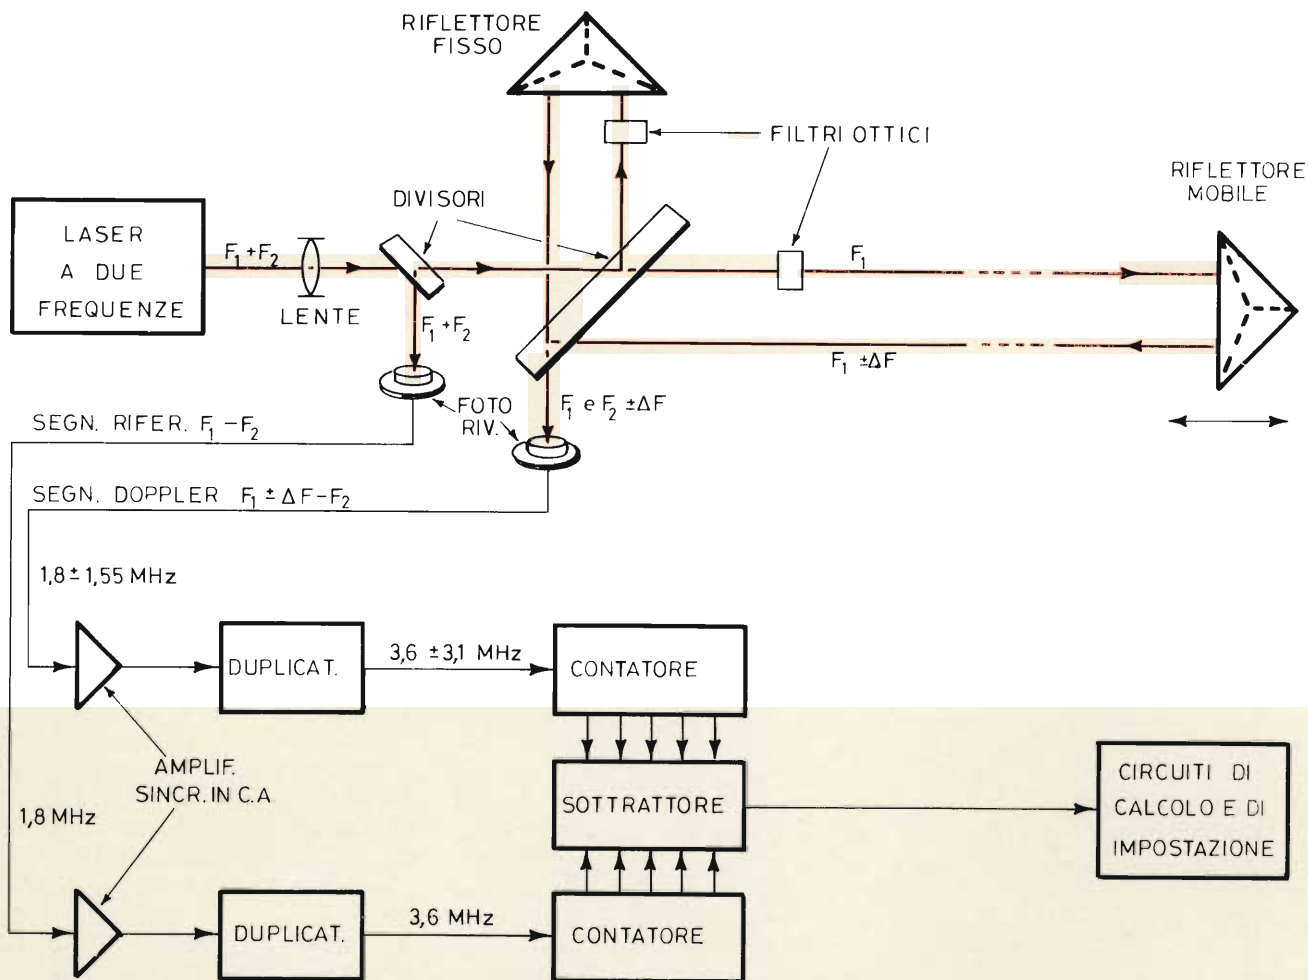 RIFLETTORE
FISSO
FILTRI OTTICI
RIFLETTORE
MOBILE
DIVISORI
LASER
A DUE
FREQUENZE
F₁+F₂
LENTE
F₁
F₁+F₂
F₁ ±ΔF
FOTO
RIV.
F₁ e F₂ ±ΔF
SEGN. RIFER. F₁-F₂
SEGN. DOPPLER F₁ ± ΔF-F₂
1,8 ± 1,55 MHz
DUPLICAT.
3,6 ± 3,1 MHz
CONTATORE
AMPLIF.
SINCR. IN C.A.
1,8 MHz
SOTTRATTORE
CIRCUITI DI
CALCOLO E DI
IMPOSTAZIONE
DUPLICAT.
3,6 MHz
CONTATORE